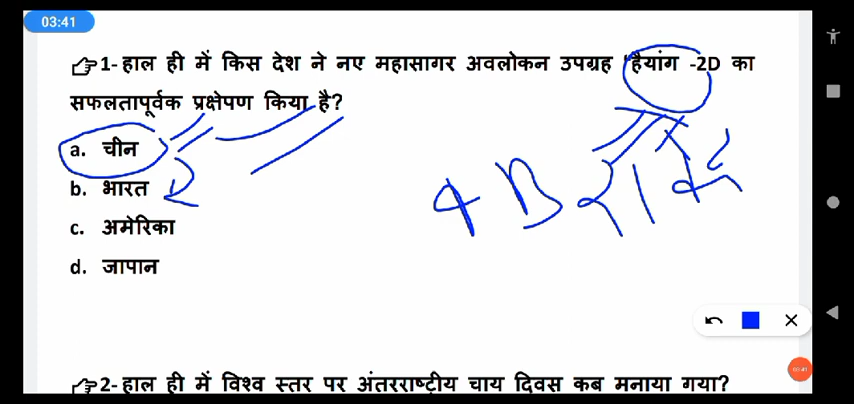 03:41
1- हाल ही में किस देश ने नए महासागर अवलोकन उपग्रह 'हैयांग -2D का
सफलतापूर्वक प्रक्षेपण किया है?
a. चीन
b. भारत
c. अमेरिका
d. जापान
2- हाल ही में विश्व स्तर पर अंतरराष्ट्रीय चाय दिवस कब मनाया गया?